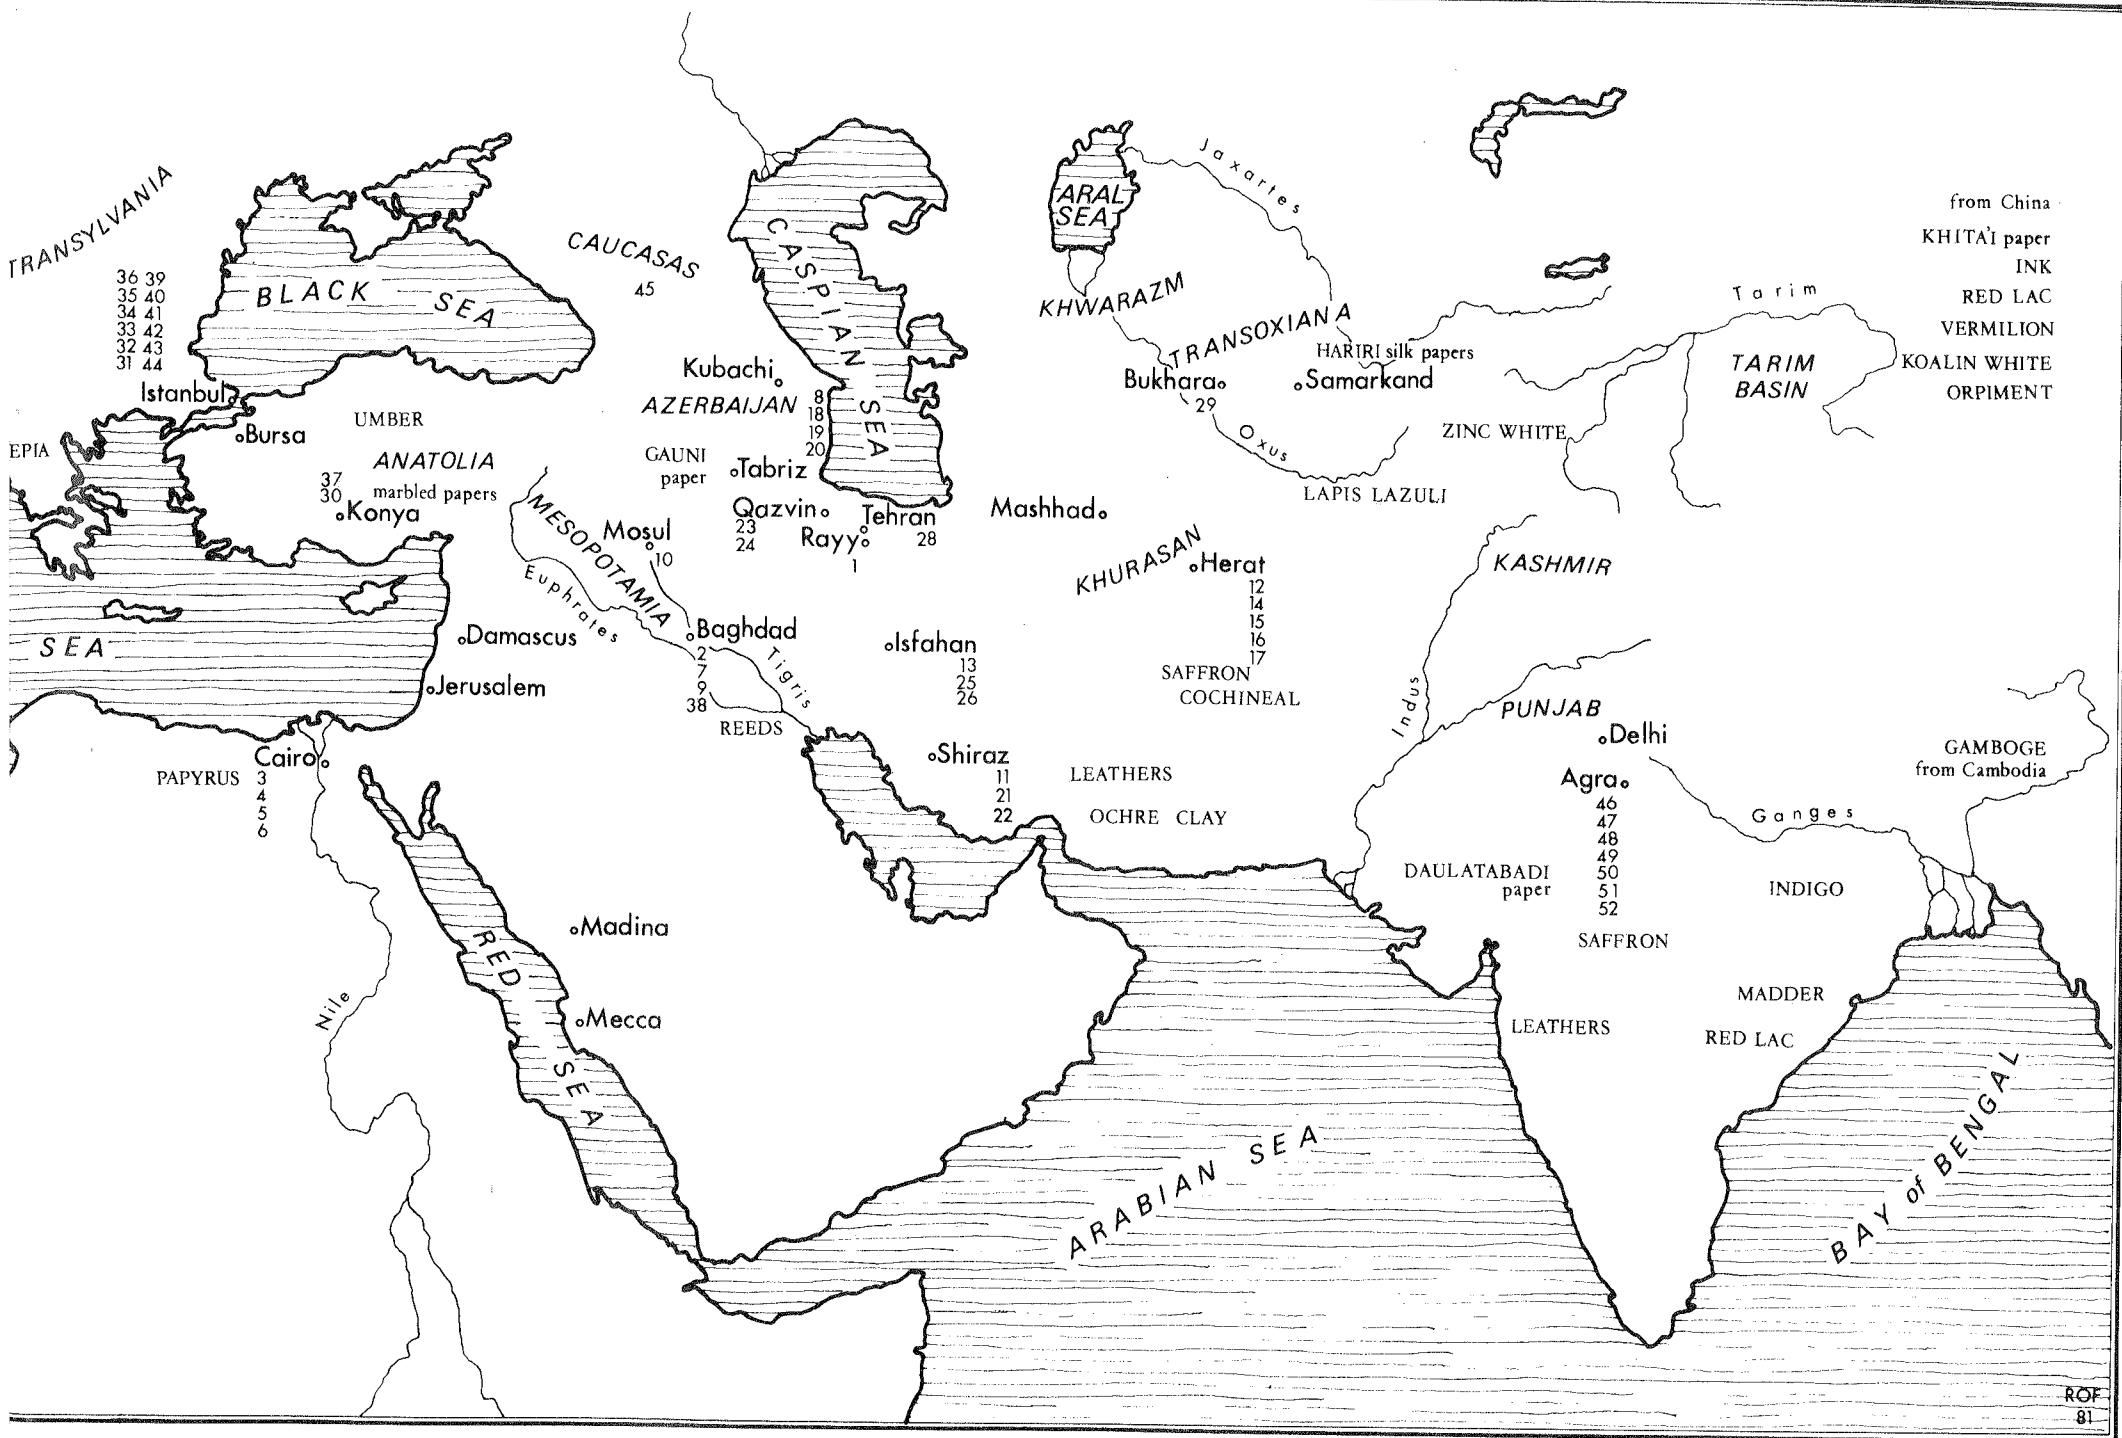 TRANSYLVANIA
36 39
35 40
34 41
33 42
32 43
31 44
Istanbul
BLACK SEA
CAUCASAS
45
CASPIAN SEA
ARAL
SEA
Jaxartes
KHWARAZM
TRANSOXIANA
HARIRI silk papers
Bukhara
29
Samarkand
Oxus
ZINC WHITE
LAPIS LAZULI
Tarim
TARIM
BASIN
from China
KHITA'I paper
INK
RED LAC
VERMILION
KOALIN WHITE
ORPIMENT
Kubachi
AZERBAIJAN
8
18
19
20
GAUNI
paper
Tabriz
Bursa
UMBER
EPIA
ANATOLIA
marbled papers
37
30
Konya
MESOPOTAMIA
Mosul
10
Qazvin
23
24
Tehran
28
Rayy
1
Mashhad
KHURASAN
Herat
12
14
15
16
17
SAFFRON
COCHINEAL
KASHMIR
Euphrates
SEA
Damascus
Jerusalem
Baghdad
2
7
9
38
Tigris
REEDS
Isfahan
13
25
26
Shiraz
11
21
22
LEATHERS
OCHRE CLAY
Indus
PUNJAB
Delhi
Agra
46
47
48
49
50
51
52
GAMBOGE
from Cambodia
Ganges
DAULATABADI
paper
INDIGO
SAFFRON
MADDER
LEATHERS
RED LAC
Cairo
PAPYRUS
3
4
5
6
Nile
RED SEA
Madina
Mecca
ARABIAN SEA
BAY of BENGAL
ROF
81